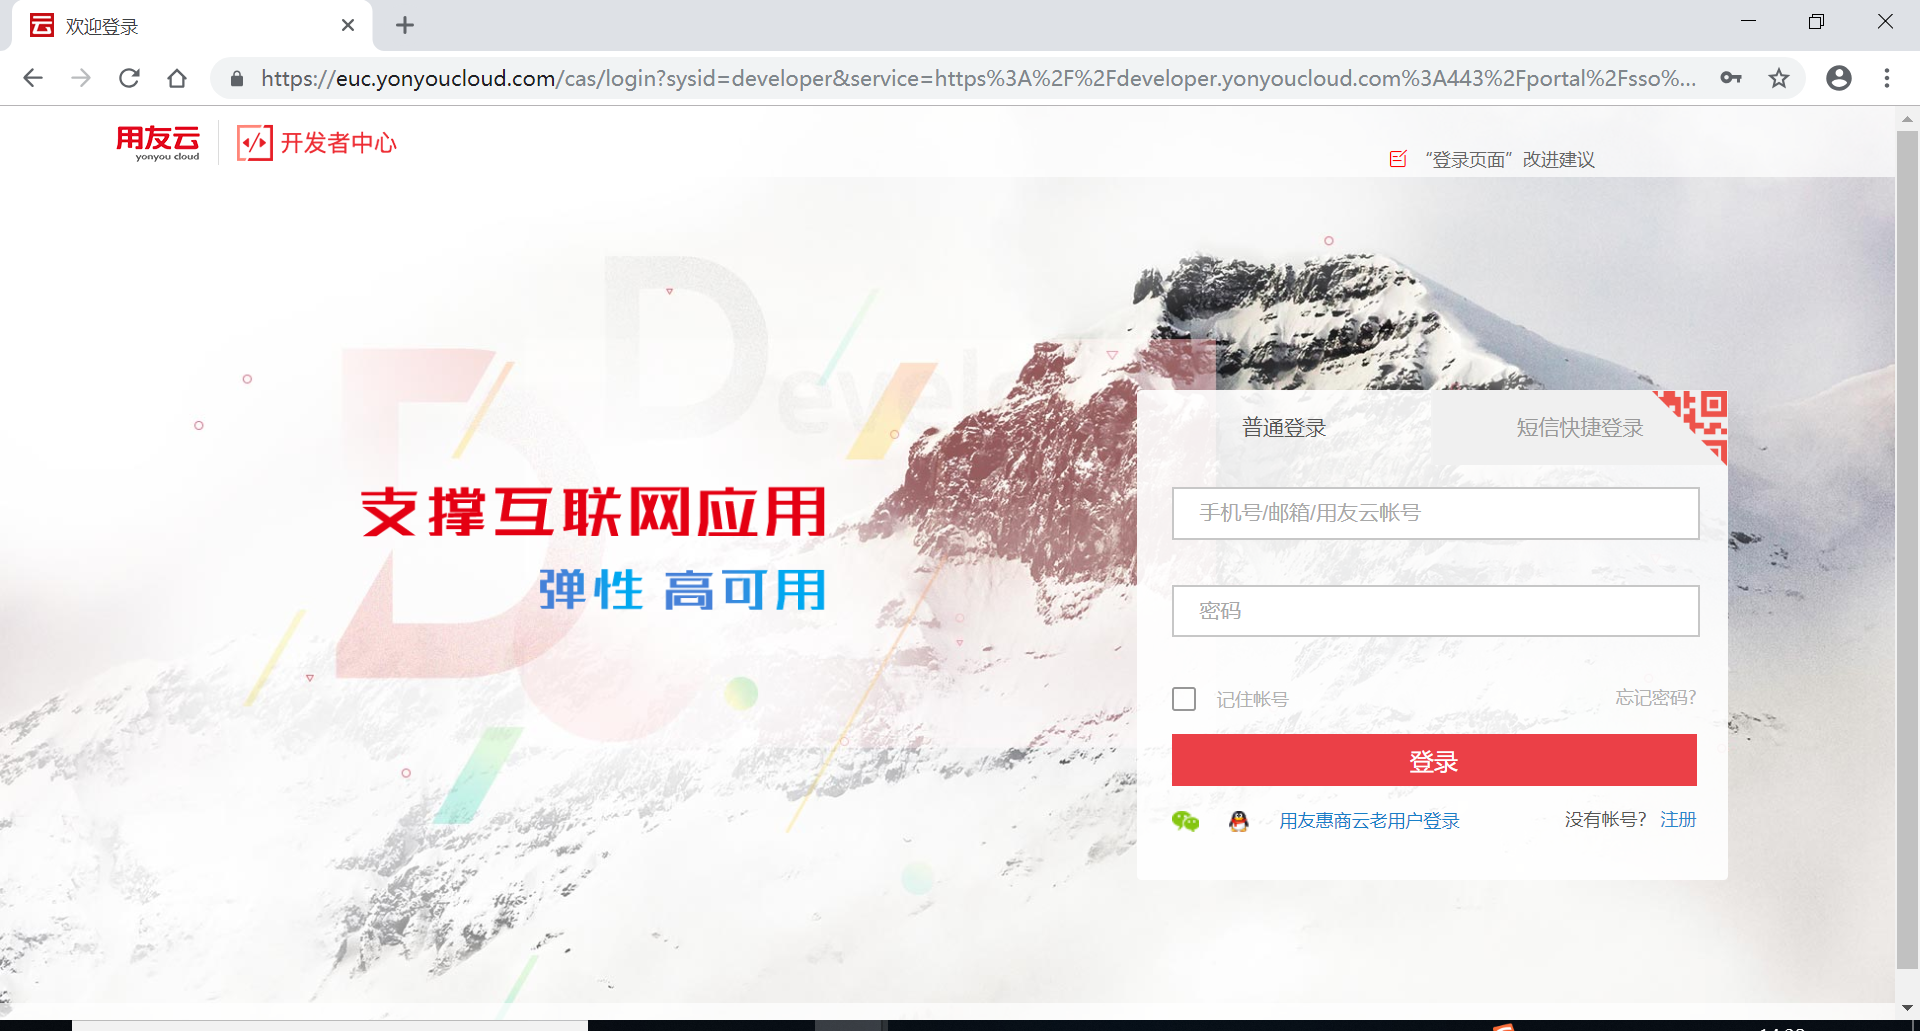 欢迎登录
https://euc.yonyoucloud.com/cas/login?sysid=developer&service=https%3A%2F%2Fdeveloper.yonyoucloud.com%3A443%2Fportal%2Fsso%...
用友云
yonyou cloud
开发者中心
“登录页面”改进建议
Develo
支撑互联网应用
弹性 高可用
普通登录
短信快捷登录
手机号/邮箱/用友云帐号
密码
记住帐号
忘记密码?
登录
用友惠商云老用户登录
没有帐号? 注册